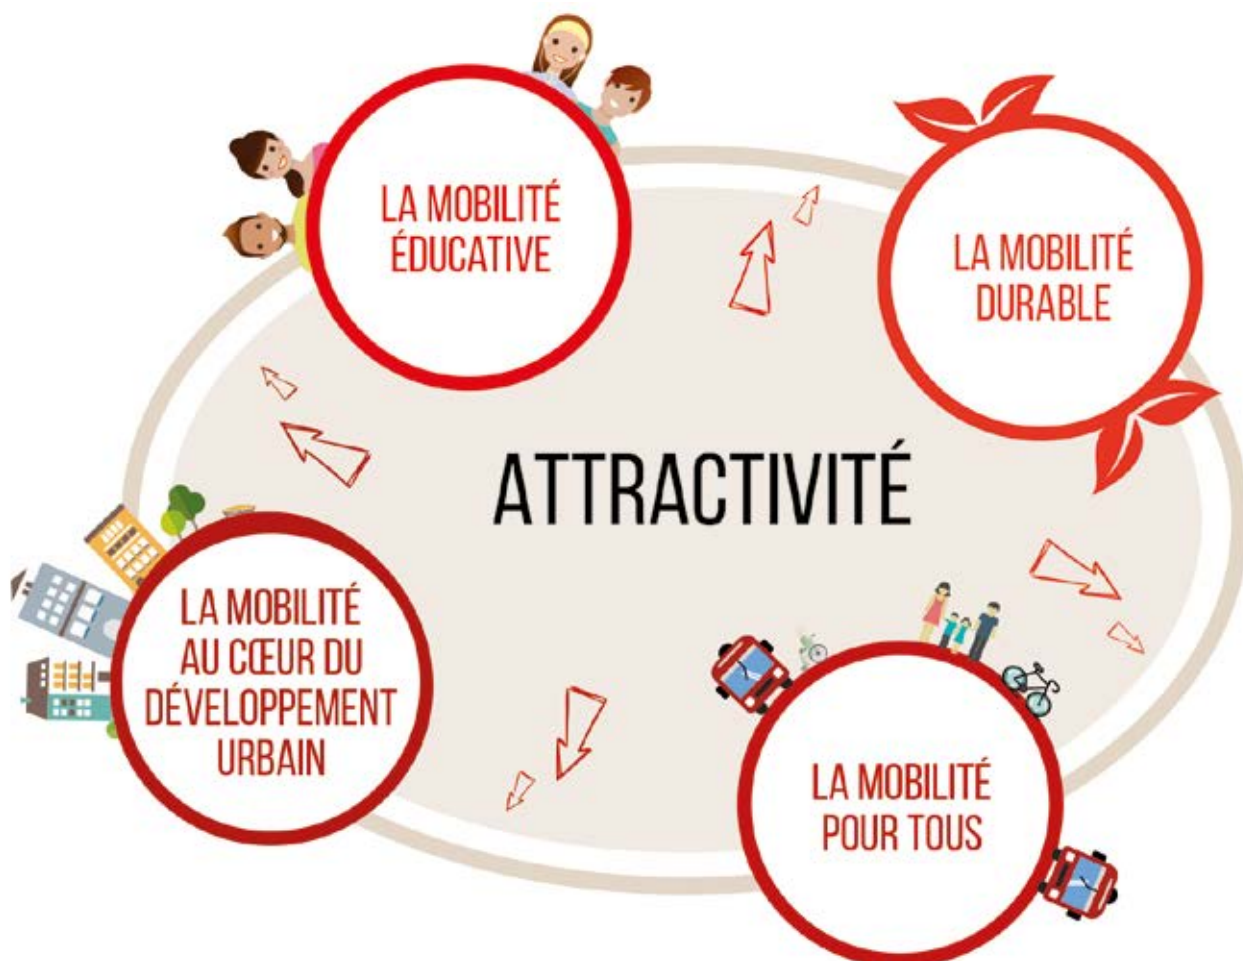 LA MOBILITÉ
ÉDUCATIVE
LA MOBILITÉ
DURABLE
ATTRACTIVITÉ
LA MOBILITÉ
AU CŒUR DU
DÉVELOPPEMENT
URBAIN
LA MOBILITÉ
POUR TOUS